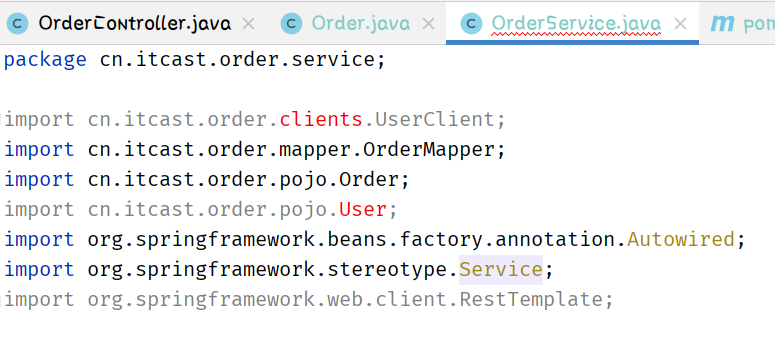 OrderController.java Order.java OrderService.java pom
package cn.itcast.order.service;
import cn.itcast.order.clients.UserClient;
import cn.itcast.order.mapper.OrderMapper;
import cn.itcast.order.pojo.Order;
import cn.itcast.order.pojo.User;
import org.springframework.beans.factory.annotation.Autowired;
import org.springframework.stereotype.Service;
import org.springframework.web.client.RestTemplate;